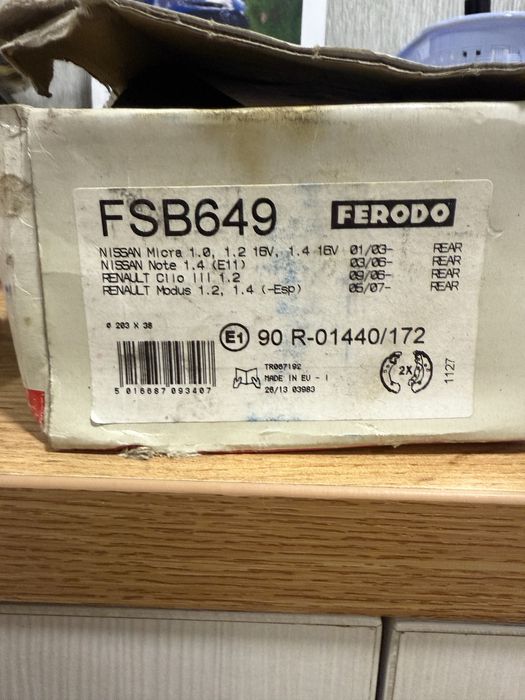 FSB649 FERODO
NISSAN Micra 1.0, 1.2 16V, 1.4 16V 01/03- REAR
NISSAN Note 1.4 (E11) 03/06- REAR
RENAULT Clio III 1.2 09/06- REAR
RENAULT Modus 1.2, 1.4 (-Esp) 05/07- REAR
Ø 203 X 38
E1 90 R-01440/172
5 016687 093407
TR067192
MADE IN EU - I
26/13 03983
2X
1127